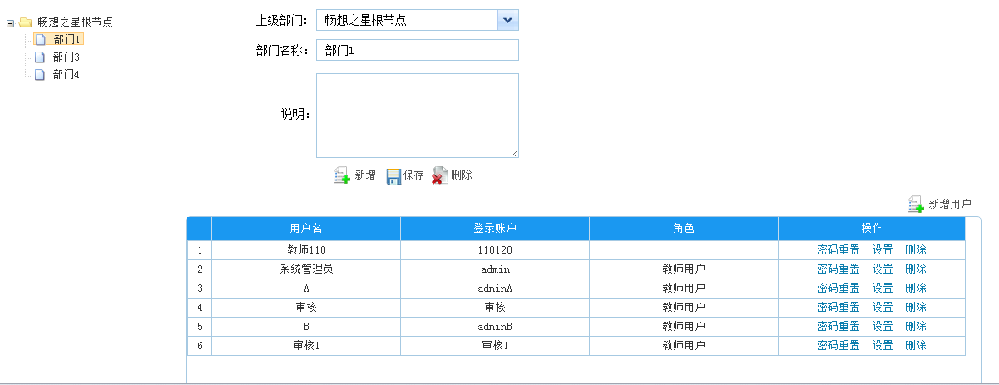 畅想之星根节点
部门1
部门3
部门4
上级部门： 畅想之星根节点
部门名称： 部门1
说明：
新增 保存 删除
新增用户
用户名 登录账户 角色 操作
1 教师110 110120 密码重置 设置 删除
2 系统管理员 admin 教师用户 密码重置 设置 删除
3 A adminA 教师用户 密码重置 设置 删除
4 审核 审核 教师用户 密码重置 设置 删除
5 B adminB 教师用户 密码重置 设置 删除
6 审核1 审核1 教师用户 密码重置 设置 删除